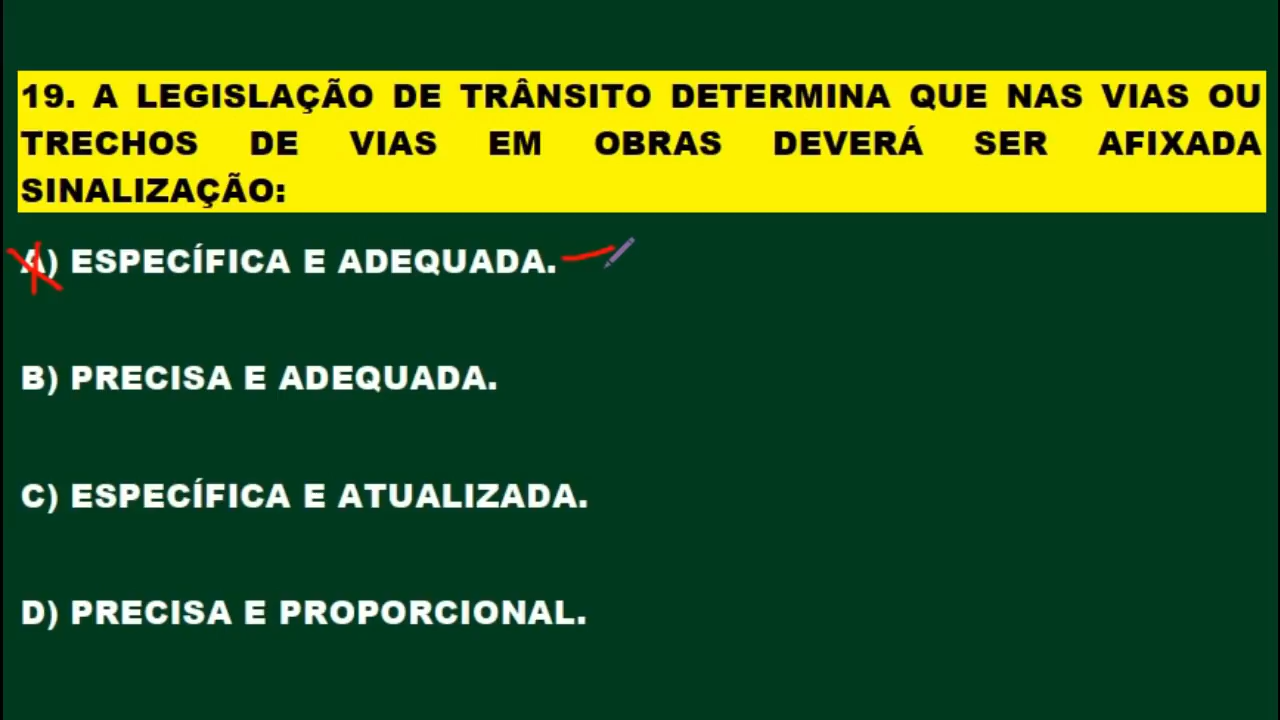 19. A LEGISLAÇÃO DE TRÂNSITO DETERMINA QUE NAS VIAS OU
TRECHOS DE VIAS EM OBRAS DEVERÁ SER AFIXADA
SINALIZAÇÃO:
A) ESPECÍFICA E ADEQUADA.
B) PRECISA E ADEQUADA.
C) ESPECÍFICA E ATUALIZADA.
D) PRECISA E PROPORCIONAL.